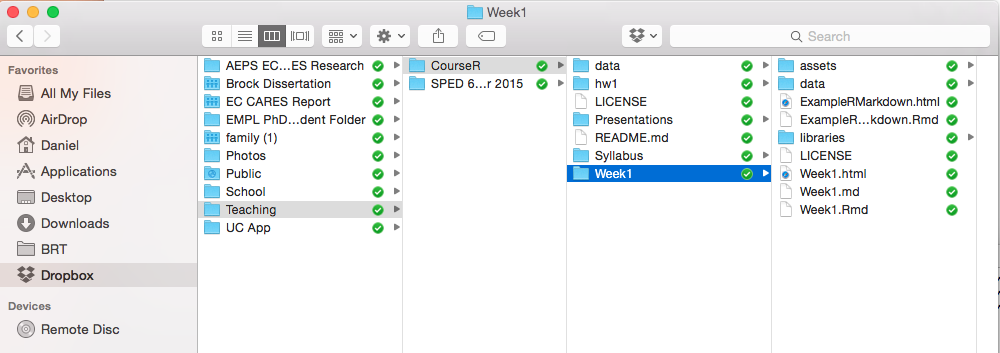 Week1
Search
Favorites
All My Files
AirDrop
Daniel
Applications
Desktop
Downloads
BRT
Dropbox
Devices
Remote Disc
AEPS EC...ES Research
Brock Dissertation
EC CARES Report
EMPL PhD...dent Folder
family (1)
Photos
Public
School
Teaching
UC App
CourseR
SPED 6...r 2015
data
hw1
LICENSE
Presentations
README.md
Syllabus
Week1
assets
data
ExampleRMarkdown.html
ExampleR...kdown.Rmd
libraries
LICENSE
Week1.html
Week1.md
Week1.Rmd